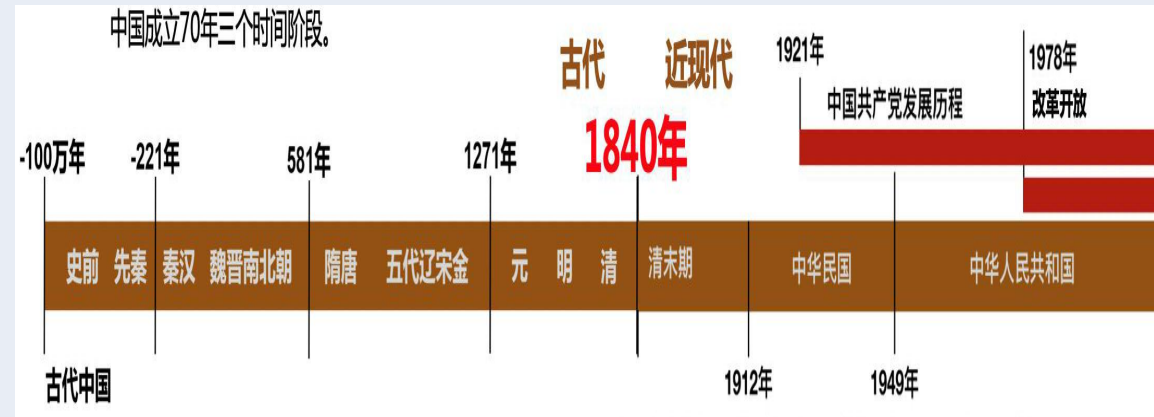 中国成立70年三个时间阶段。
古代 近现代
1921年
1978年
中国共产党发展历程
改革开放
-100万年 -221年 581年 1271年 1840年
史前 先秦 秦汉 魏晋南北朝 隋唐 五代辽宋金 元 明 清 清末期 中华民国 中华人民共和国
古代中国
1912年 1949年